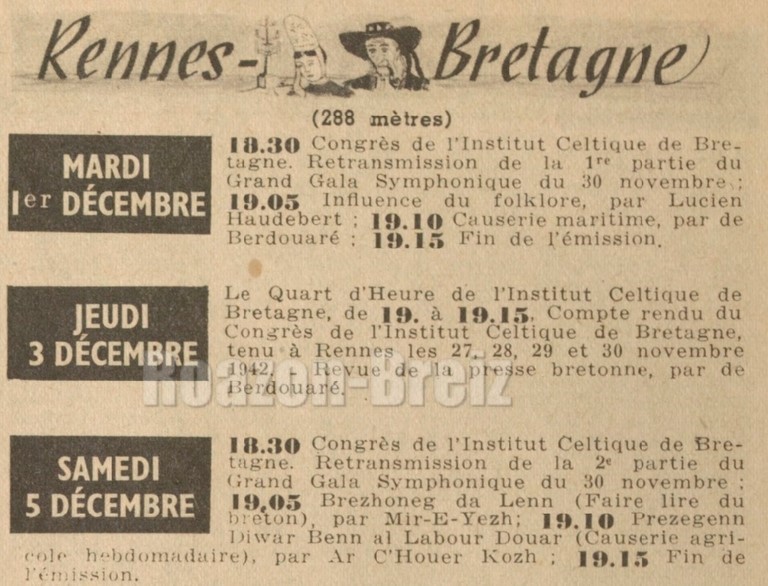 Rennes-Bretagne
(288 mètres)
MARDI
1er DÉCEMBRE
18.30 Congrès de l'Institut Celtique de Bre-
tagne. Retransmission de la 1re partie du
Grand Gala Symphonique du 30 novembre ;
19.05 Influence du folklore, par Lucien
Haudebert ; 19.10 Causerie maritime, par de
Berdouaré ; 19.15 Fin de l'émission.
JEUDI
3 DÉCEMBRE
Le Quart d'Heure de l'Institut Celtique de
Bretagne, de 19. à 19.15. Compte rendu du
Congrès de l'Institut Celtique de Bretagne,
tenu à Rennes les 27, 28, 29 et 30 novembre
1942. Revue de la presse bretonne, par de
Berdouaré.
Roazon-Breiz
SAMEDI
5 DÉCEMBRE
18.30 Congrès de l'Institut Celtique de Bre-
tagne. Retransmission de la 2e partie du
Grand Gala Symphonique du 30 novembre ;
19.05 Brezhoneg da Lenn (Faire lire du
breton), par Mir-E-Yezh; 19.10 Prezegenn
Diwar Benn al Labour Douar (Causerie agri-
cole hebdomadaire), par Ar C'Houer Kozh ; 19.15 Fin de
l'émission.